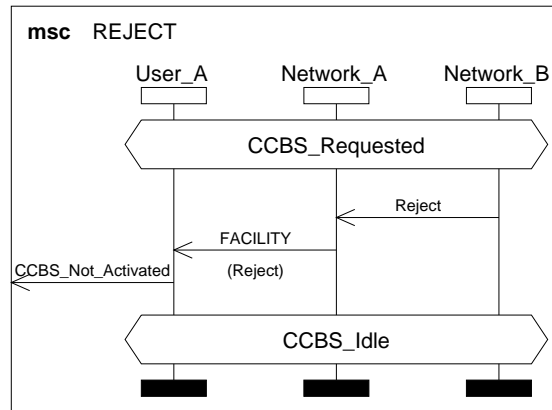 msc REJECT
User_A Network_A Network_B
CCBS_Requested
Reject
FACILITY
(Reject)
CCBS_Not_Activated
CCBS_Idle